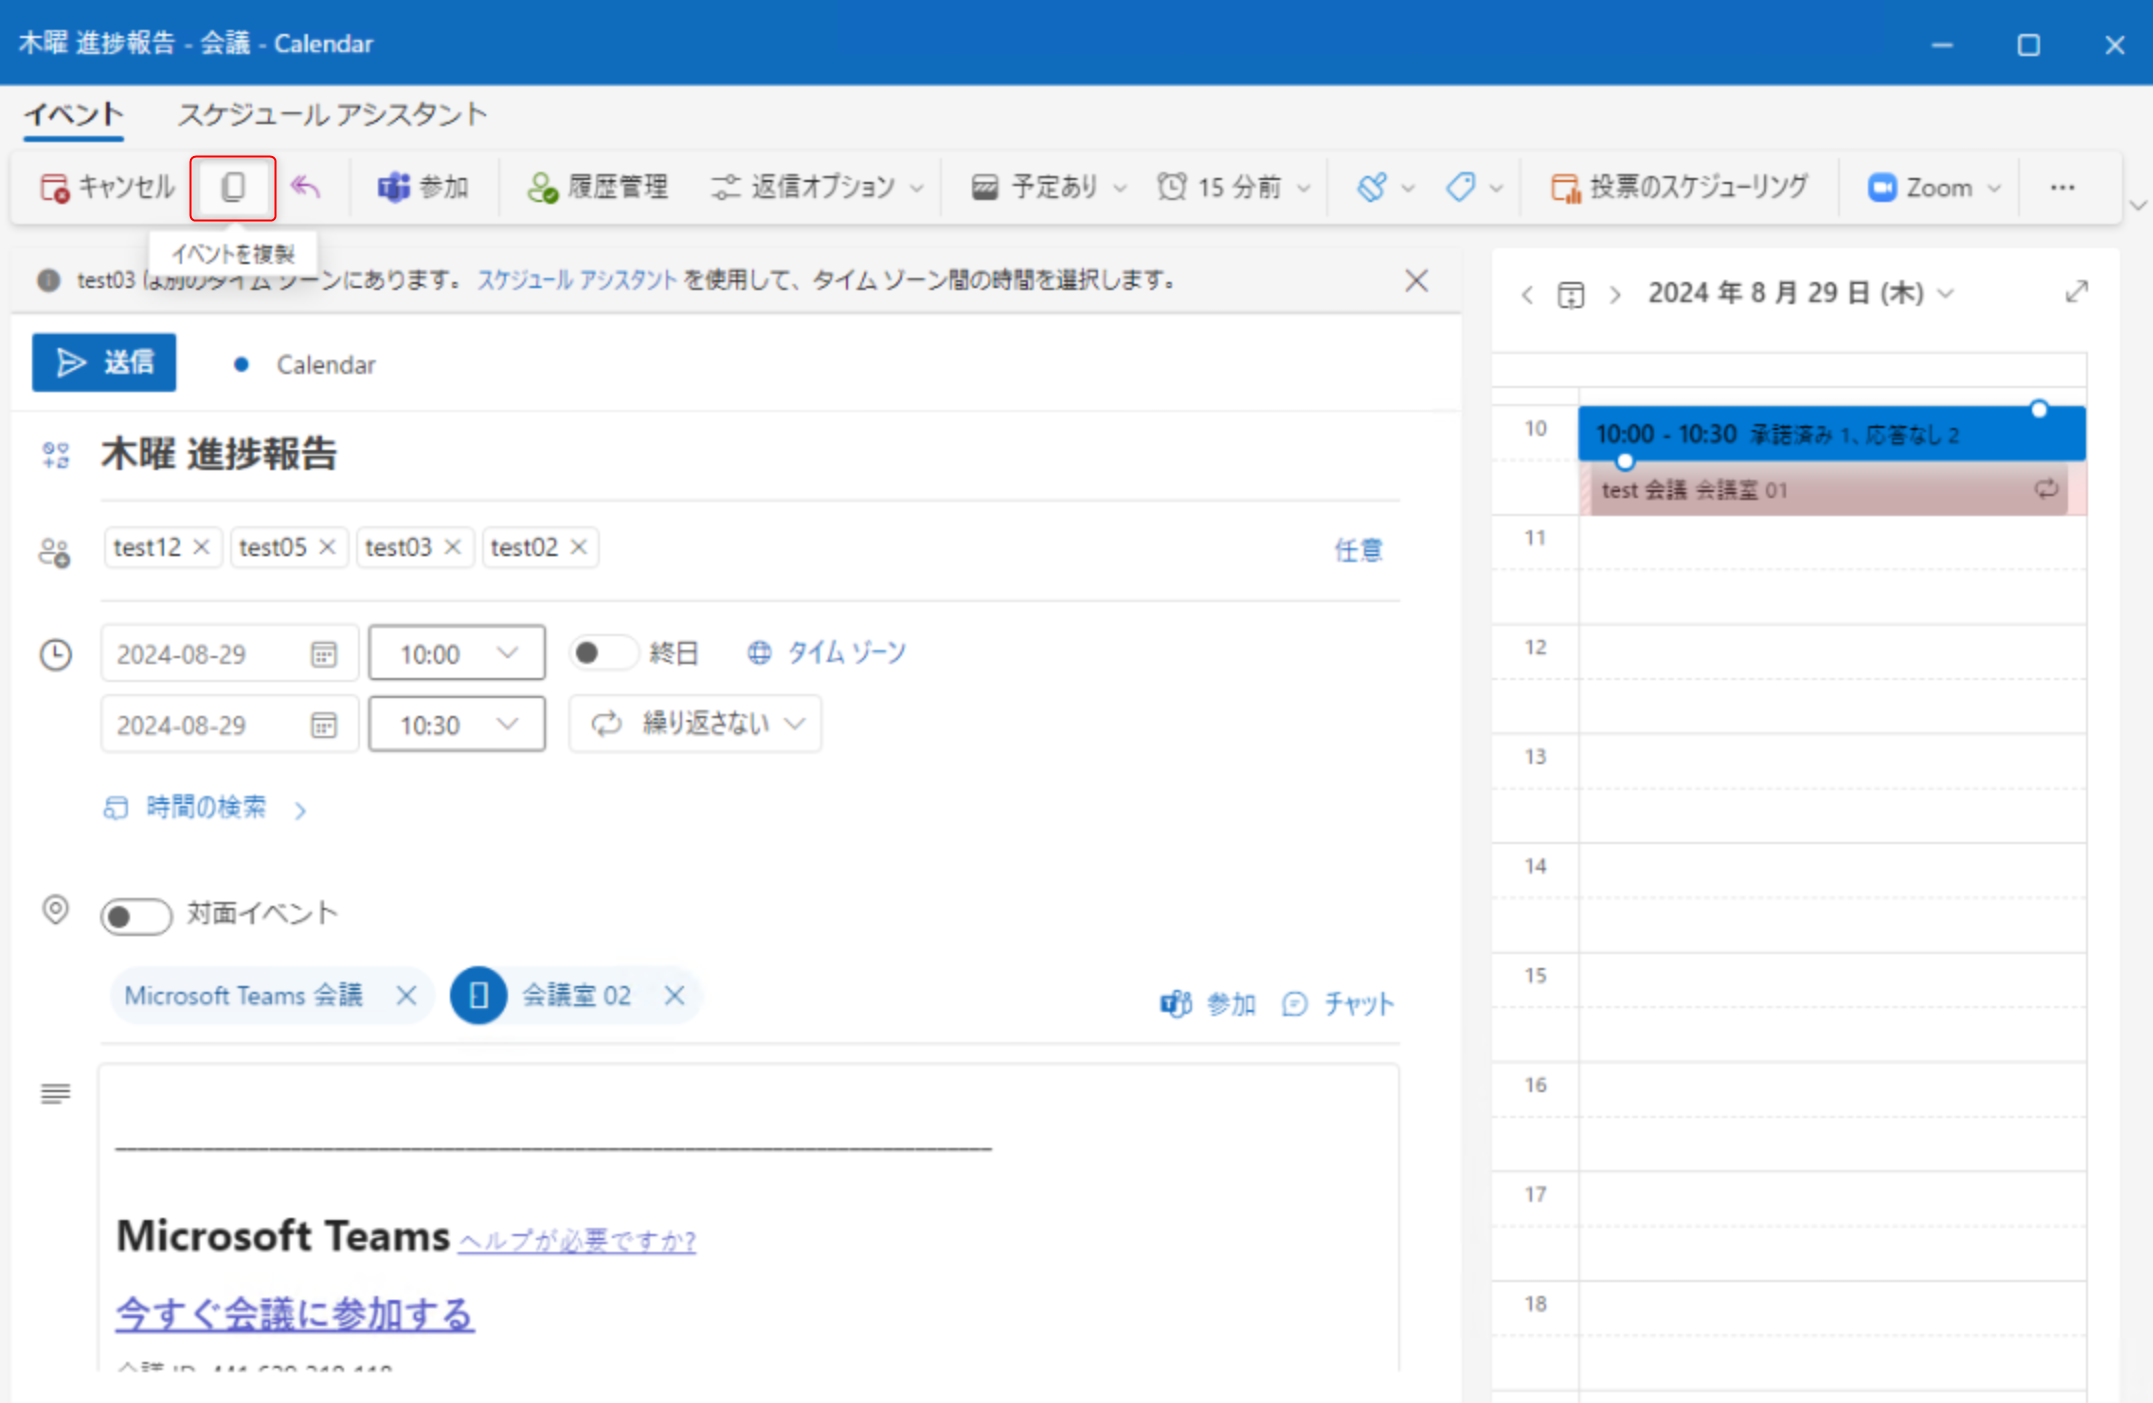 木曜 進捗報告 - 会議 - Calendar
イベント スケジュール アシスタント
キャンセル 参加 履歴管理 返信オプション 予定あり 15 分前 投票のスケジューリング Zoom ...
イベントを複製
test03 は別のタイム ゾーンにあります。 スケジュール アシスタント を使用して、タイム ゾーン間の時間を選択します。
送信 Calendar
木曜 進捗報告
test12 test05 test03 test02 任意
2024-08-29 10:00 終日 タイム ゾーン
2024-08-29 10:30 繰り返さない
時間の検索
対面イベント
Microsoft Teams 会議 会議室 02 参加 チャット
Microsoft Teams ヘルプが必要ですか?
今すぐ会議に参加する
2024 年 8 月 29 日 (木)
10
10:00 - 10:30 承諾済み 1、応答なし 2
test 会議 会議室 01
11
12
13
14
15
16
17
18